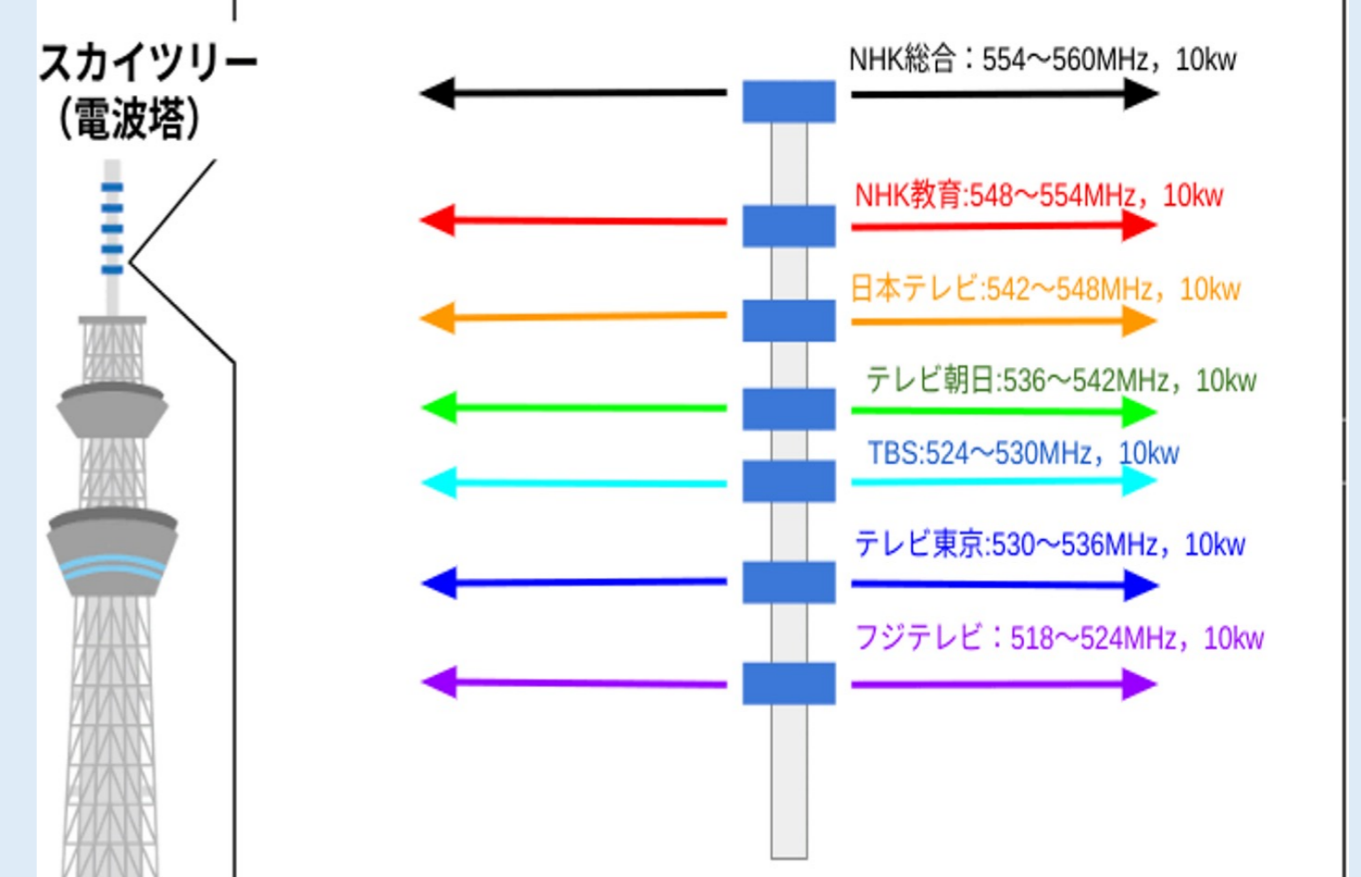 スカイツリー
（電波塔）
NHK総合：554〜560MHz，10kw
NHK教育:548〜554MHz，10kw
日本テレビ:542〜548MHz，10kw
テレビ朝日:536〜542MHz，10kw
TBS:524〜530MHz，10kw
テレビ東京:530〜536MHz，10kw
フジテレビ：518〜524MHz，10kw